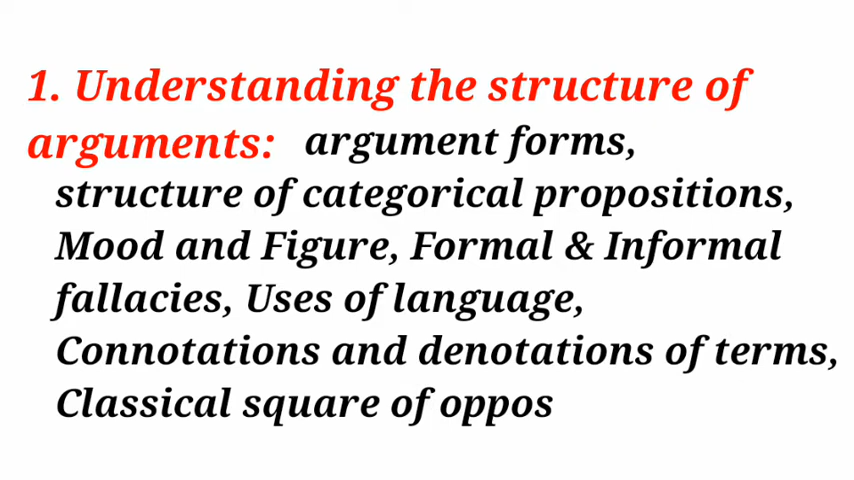 1. Understanding the structure of
arguments: argument forms,
structure of categorical propositions,
Mood and Figure, Formal & Informal
fallacies, Uses of language,
Connotations and denotations of terms,
Classical square of oppos